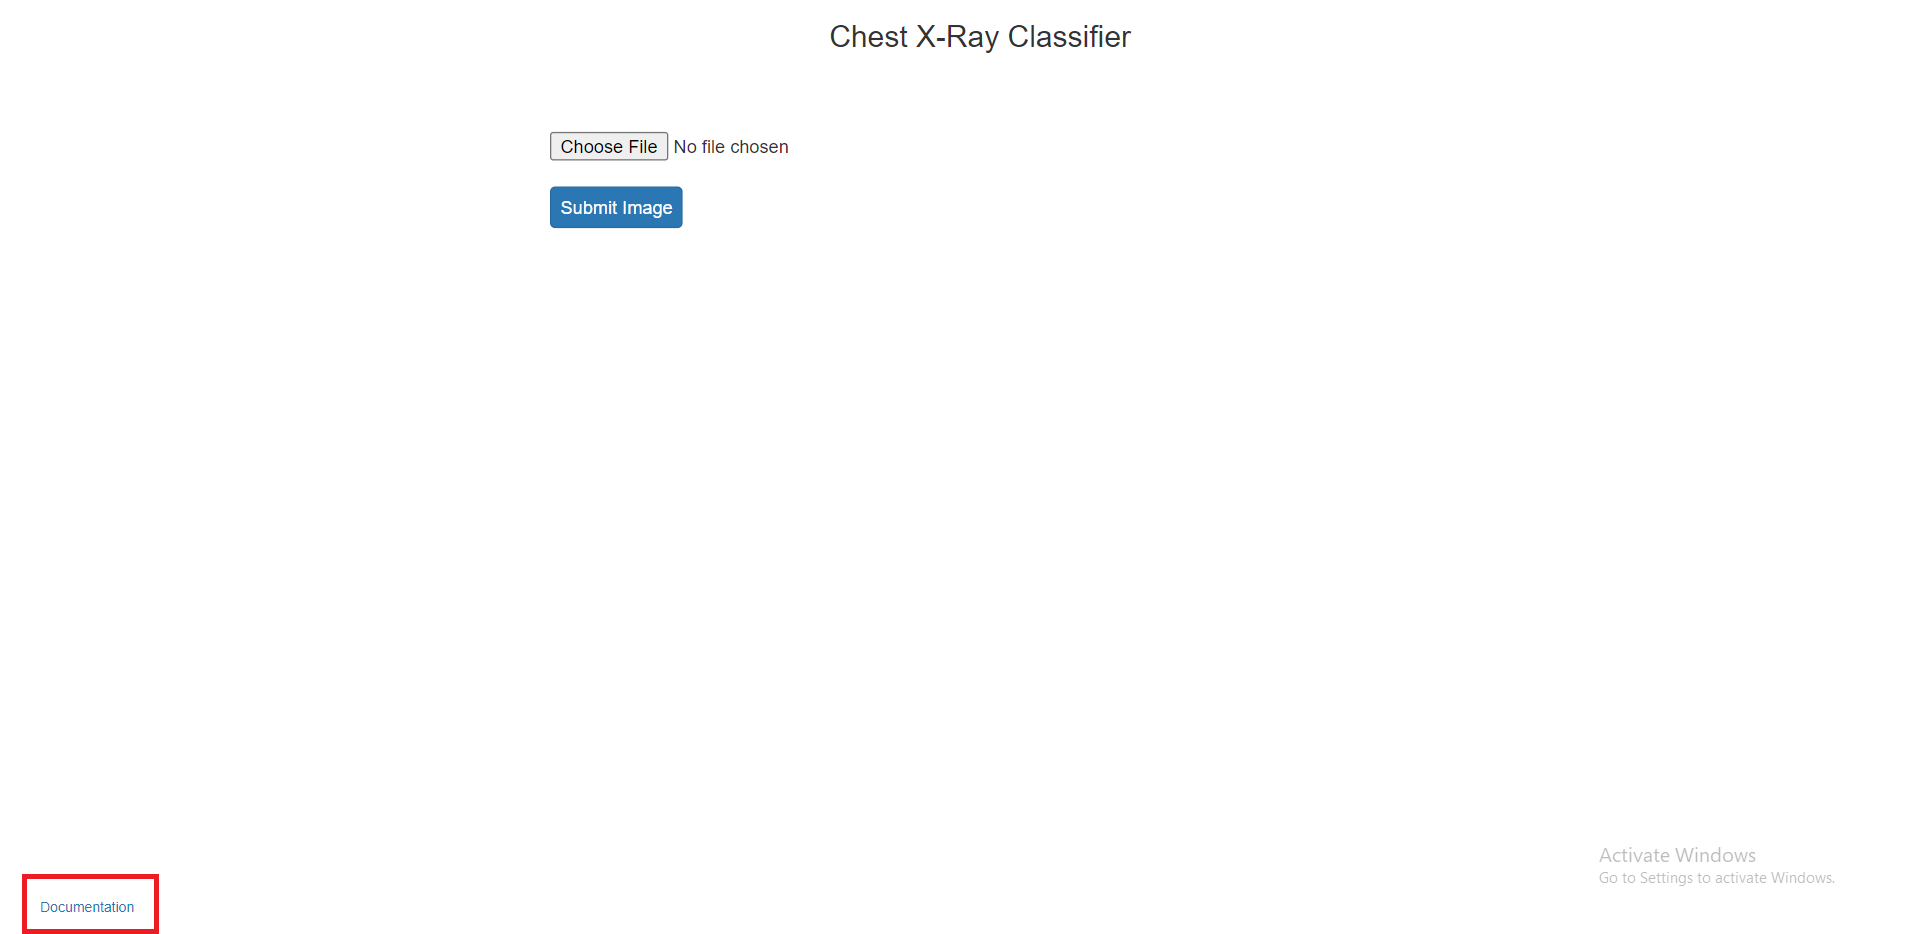 Chest X-Ray Classifier
Choose File No file chosen
Submit Image
Activate Windows
Go to Settings to activate Windows.
Documentation